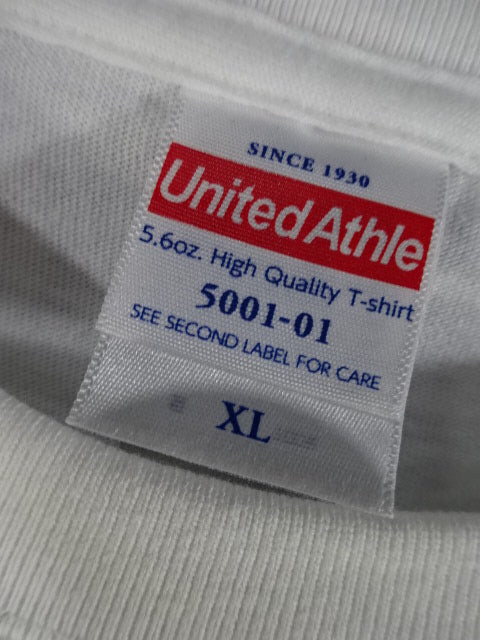 SINCE 1930
United Athle
5.6oz. High Quality T-shirt
5001-01
SEE SECOND LABEL FOR CARE
XL